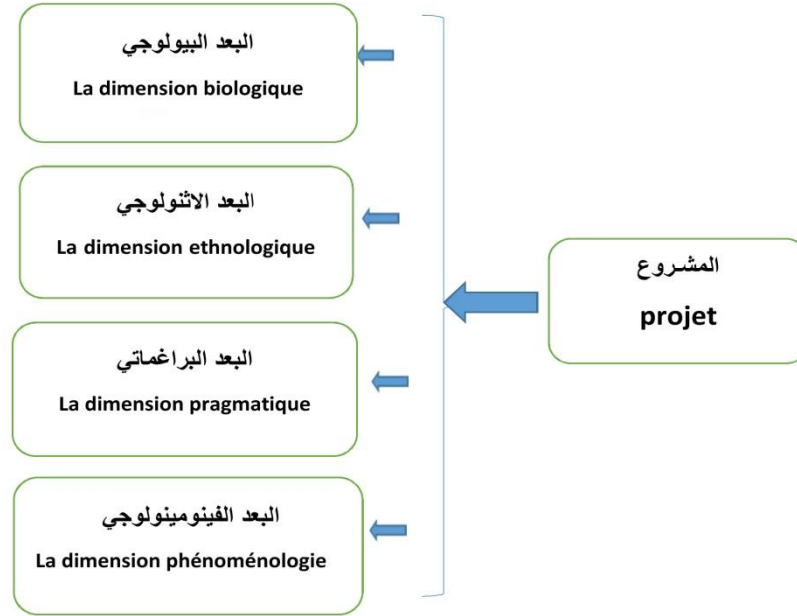 البعد البيولوجي
La dimension biologique
البعد الاثنولوجي
La dimension ethnologique
المشروع
projet
البعد البراغماتي
La dimension pragmatique
البعد الفينومينولوجي
La dimension phénoménologie